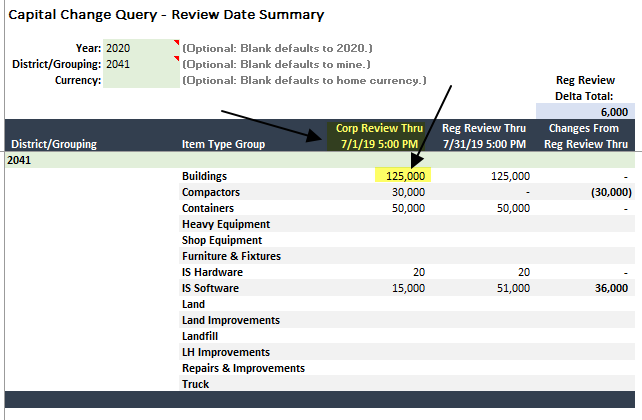 Capital Change Query - Review Date Summary
Year: 2020 (Optional: Blank defaults to 2020.)
District/Grouping: 2041 (Optional: Blank defaults to mine.)
Currency: (Optional: Blank defaults to home currency.) Reg Review
Delta Total:
6,000
Corp Review Thru Reg Review Thru Changes From
District/Grouping Item Type Group 7/1/19 5:00 PM 7/31/19 5:00 PM Reg Review Thru
2041
Buildings 125,000 125,000 -
Compactors 30,000 - (30,000)
Containers 50,000 50,000 -
Heavy Equipment
Shop Equipment
Furniture & Fixtures
IS Hardware 20 20 -
IS Software 15,000 51,000 36,000
Land
Land Improvements
Landfill
LH Improvements
Repairs & Improvements
Truck